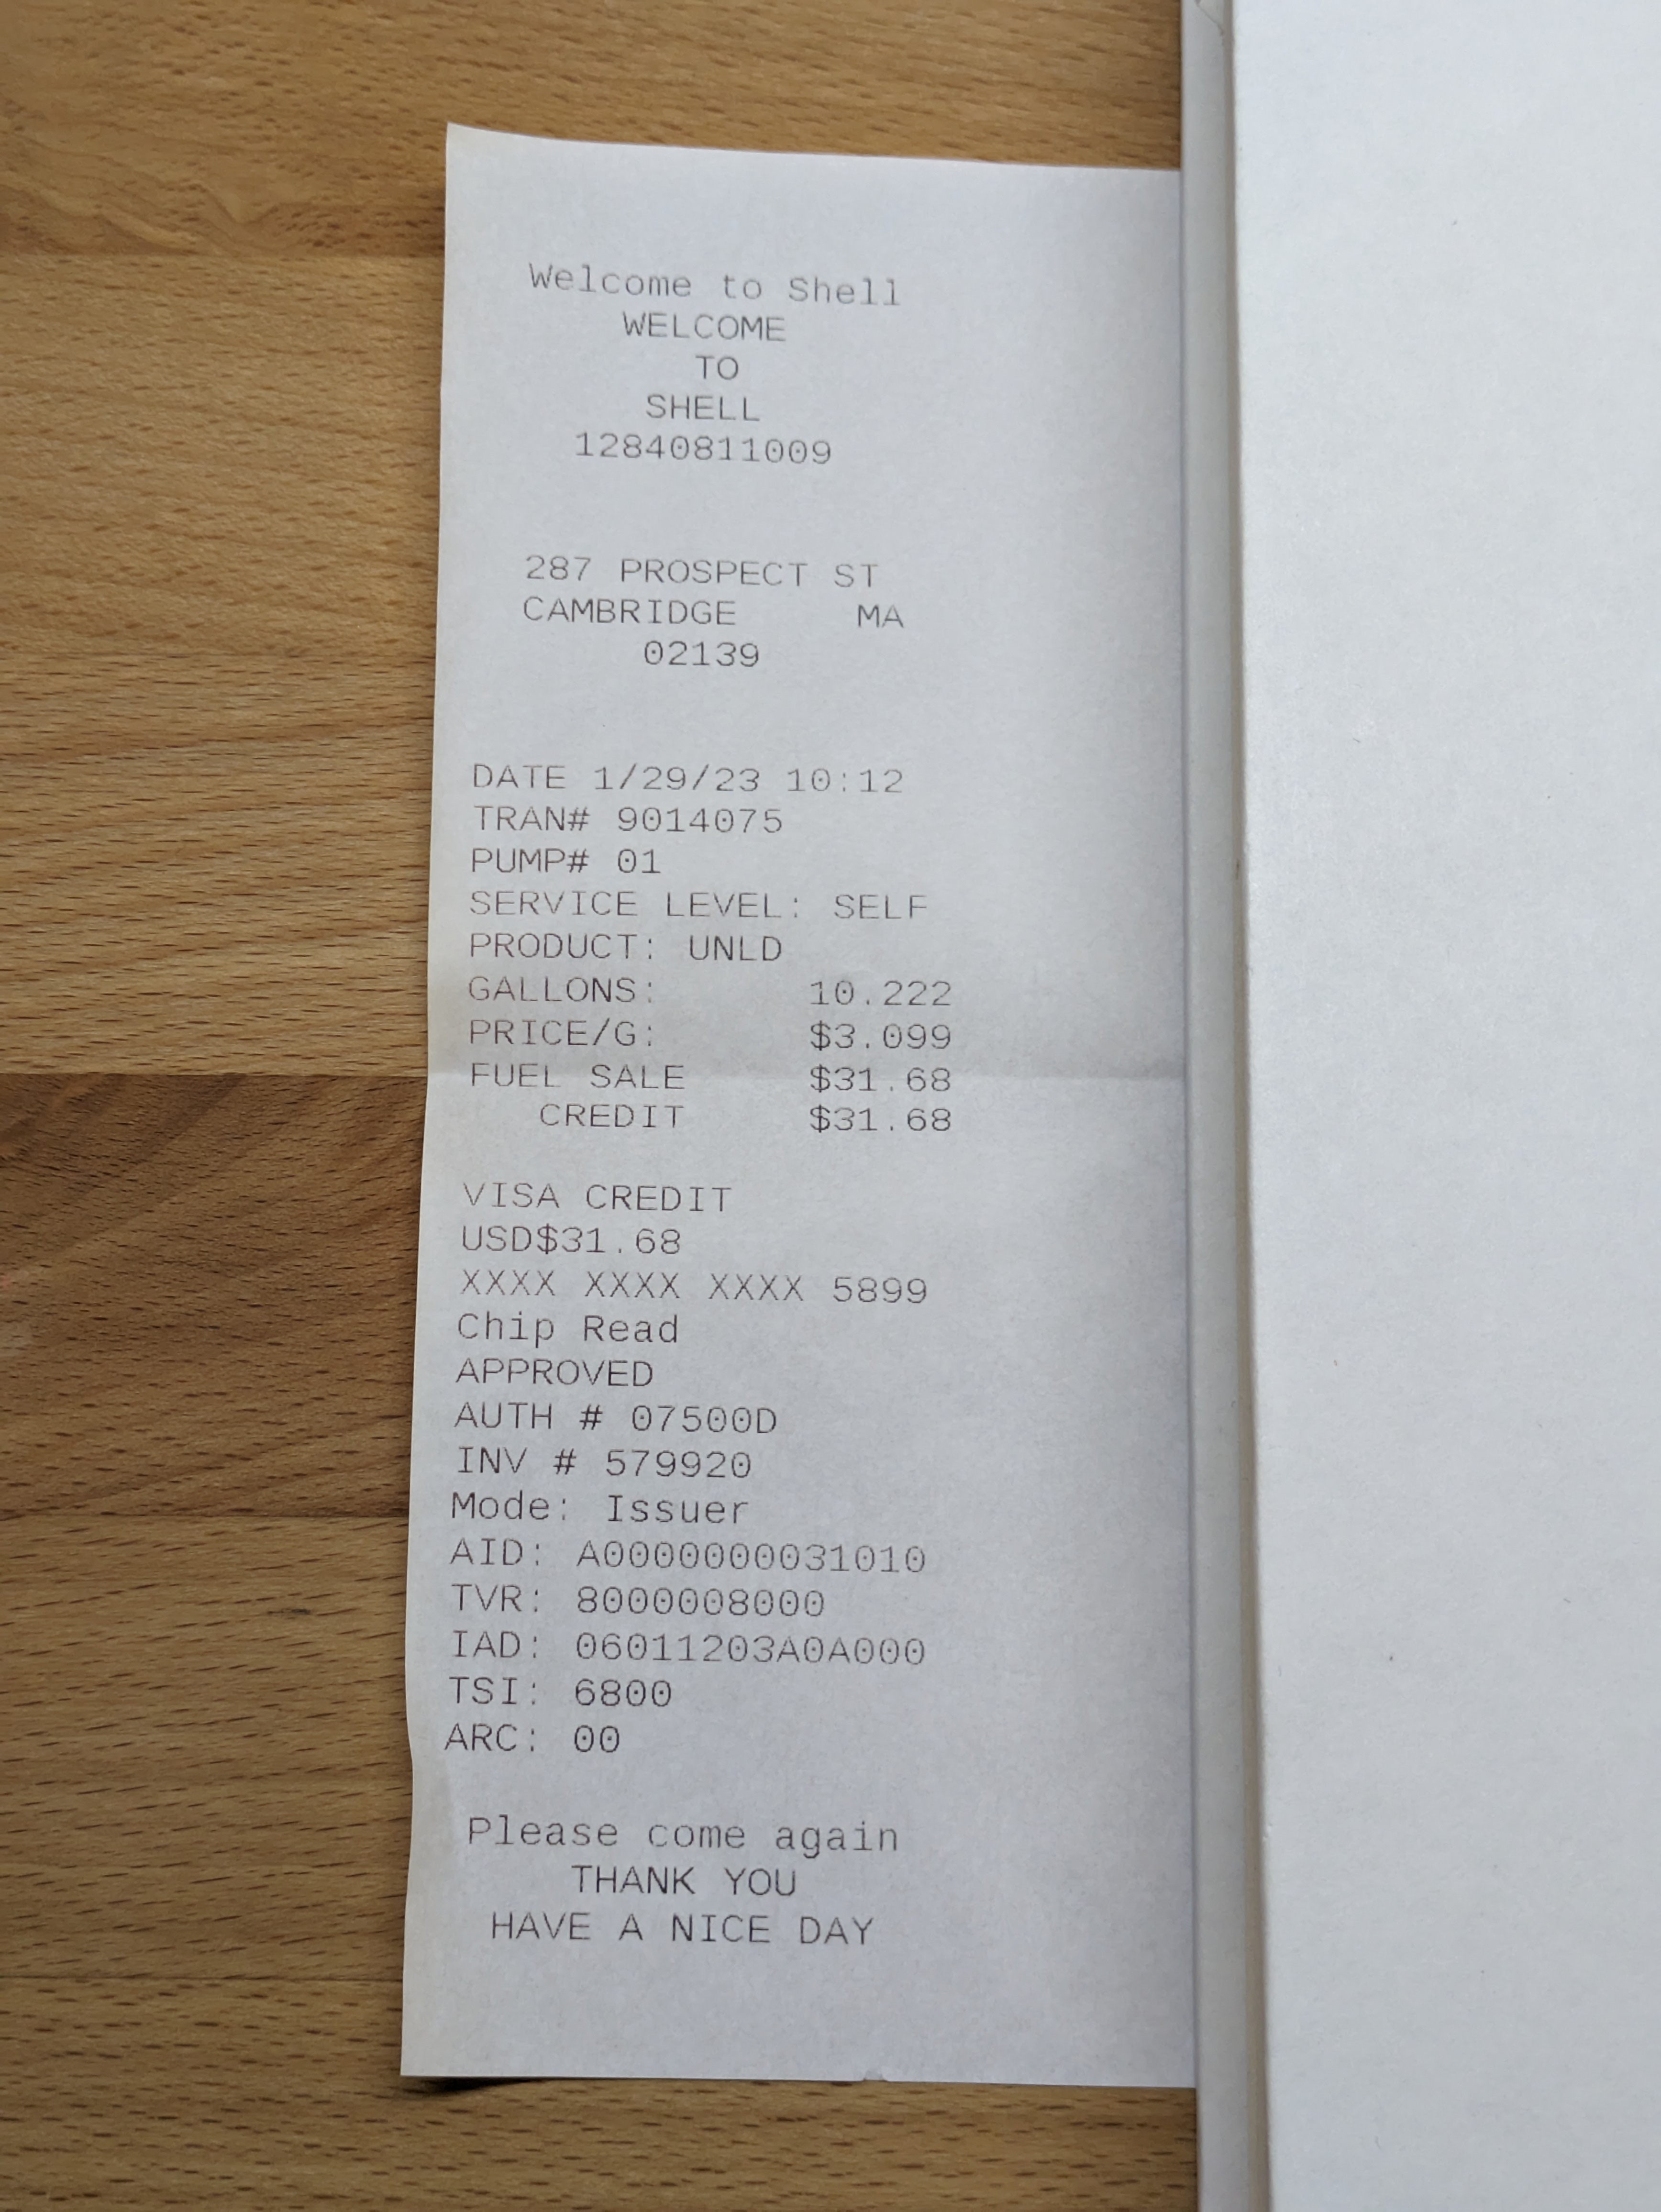 Welcome to Shell
WELCOME
TO
SHELL
12840811009
287 PROSPECT ST
CAMBRIDGE MA
02139
DATE 1/29/23 10:12
TRAN# 9014075
PUMP# 01
SERVICE LEVEL: SELF
PRODUCT: UNLD
GALLONS: 10.222
PRICE/G: $3.099
FUEL SALE $31.68
CREDIT $31.68
VISA CREDIT
USD$31.68
XXXX XXXX XXXX 5899
Chip Read
APPROVED
AUTH # 07500D
INV # 579920
Mode: Issuer
AID: A0000000031010
TVR: 8000008000
IAD: 06011203A0A000
TSI: 6800
ARC: 00
Please come again
THANK YOU
HAVE A NICE DAY